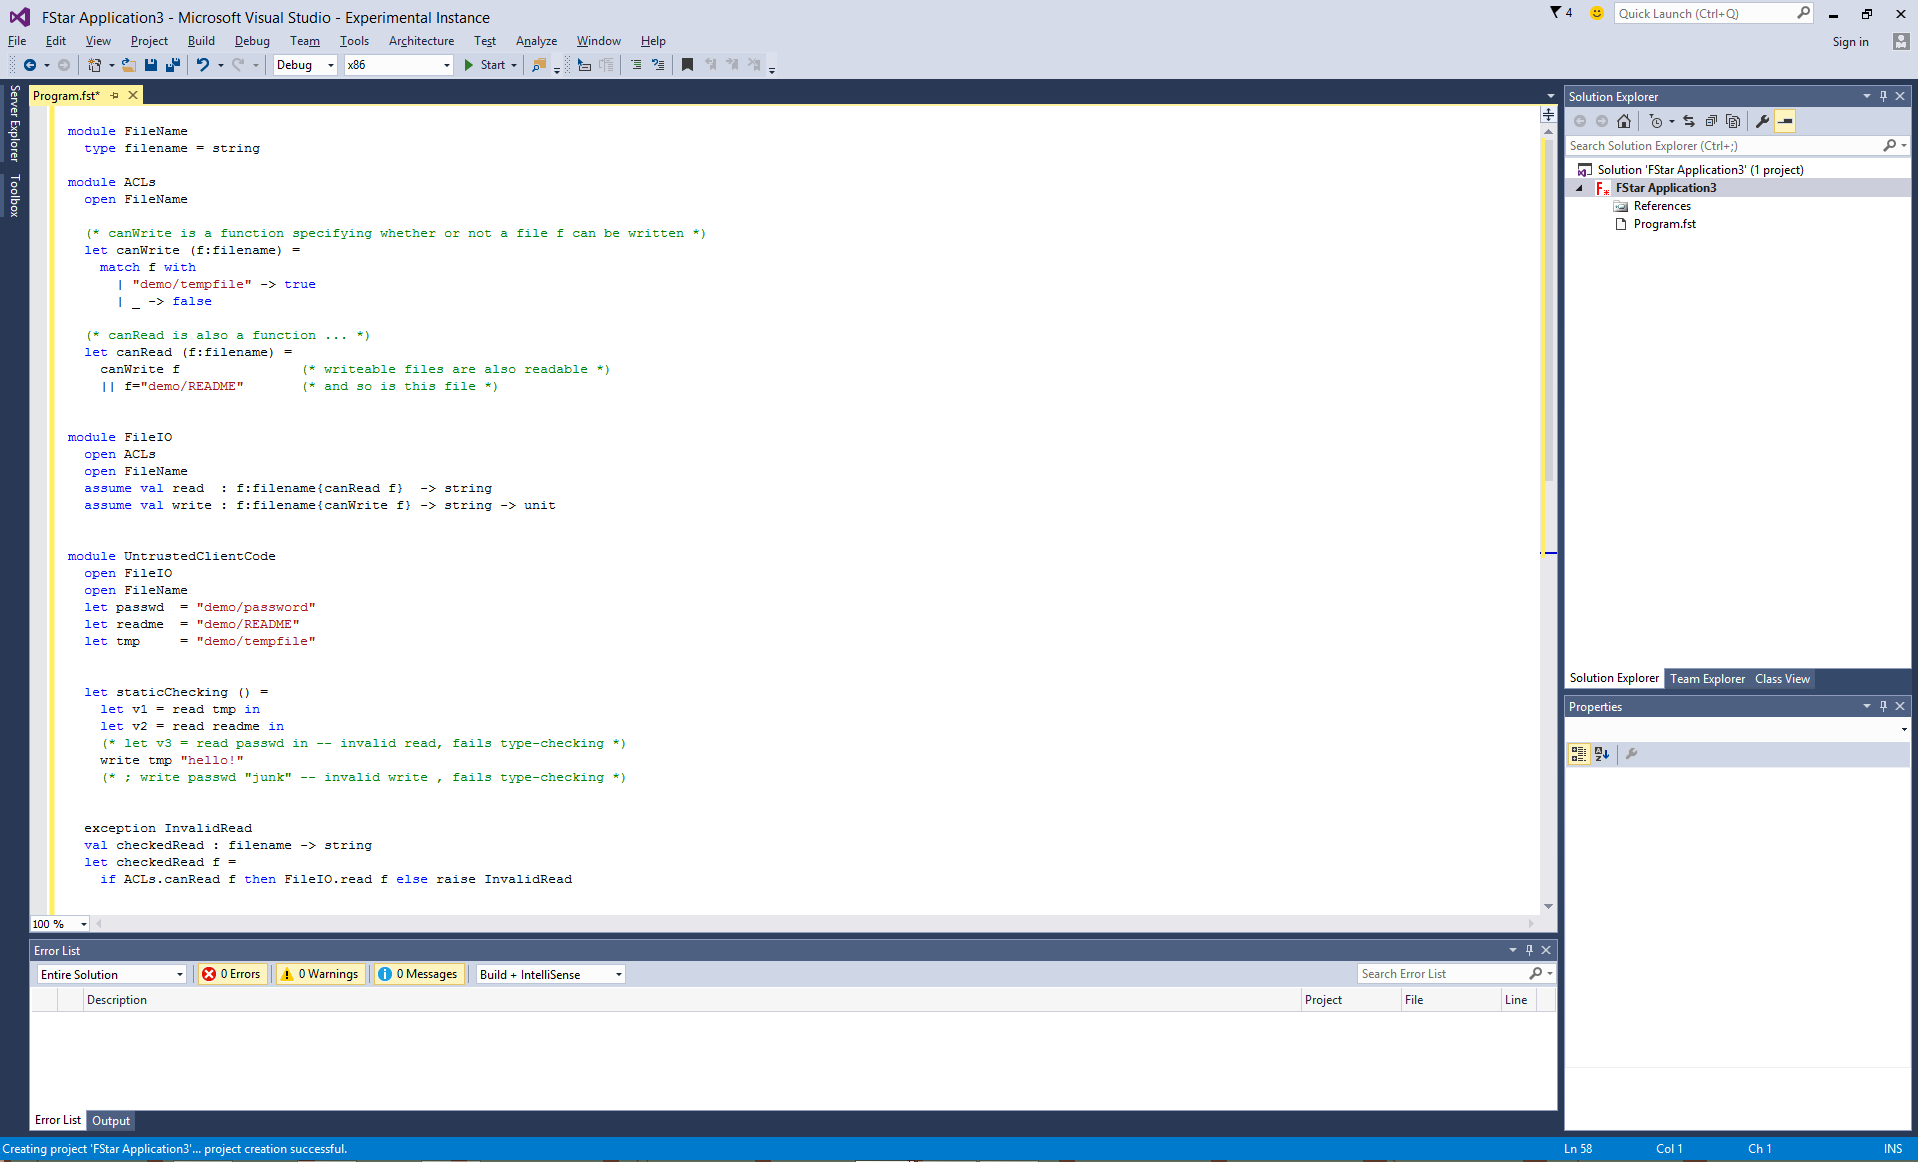 FStar Application3 - Microsoft Visual Studio - Experimental Instance
4
Quick Launch (Ctrl+Q)
File Edit View Project Build Debug Team Tools Architecture Test Analyze Window Help
Sign in
Debug x86 Start
Server Explorer
Toolbox
Program.fst*
module FileName
type filename = string
module ACLs
open FileName
(* canWrite is a function specifying whether or not a file f can be written *)
let canWrite (f:filename) =
match f with
| "demo/tempfile" -> true
| _ -> false
(* canRead is also a function ... *)
let canRead (f:filename) =
canWrite f (* writeable files are also readable *)
|| f="demo/README" (* and so is this file *)
module FileIO
open ACLs
open FileName
assume val read : f:filename{canRead f} -> string
assume val write : f:filename{canWrite f} -> string -> unit
module UntrustedClientCode
open FileIO
open FileName
let passwd = "demo/password"
let readme = "demo/README"
let tmp = "demo/tempfile"
let staticChecking () =
let v1 = read tmp in
let v2 = read readme in
(* let v3 = read passwd in -- invalid read, fails type-checking *)
write tmp "hello!"
(* ; write passwd "junk" -- invalid write , fails type-checking *)
exception InvalidRead
val checkedRead : filename -> string
let checkedRead f =
if ACLs.canRead f then FileIO.read f else raise InvalidRead
100 %
Solution Explorer
Search Solution Explorer (Ctrl+;)
Solution 'FStar Application3' (1 project)
FStar Application3
References
Program.fst
Solution Explorer Team Explorer Class View
Properties
Error List
Entire Solution 0 Errors 0 Warnings 0 Messages Build + IntelliSense
Search Error List
Description Project File Line
Error List Output
Creating project 'FStar Application3'... project creation successful.
Ln 58 Col 1 Ch 1 INS